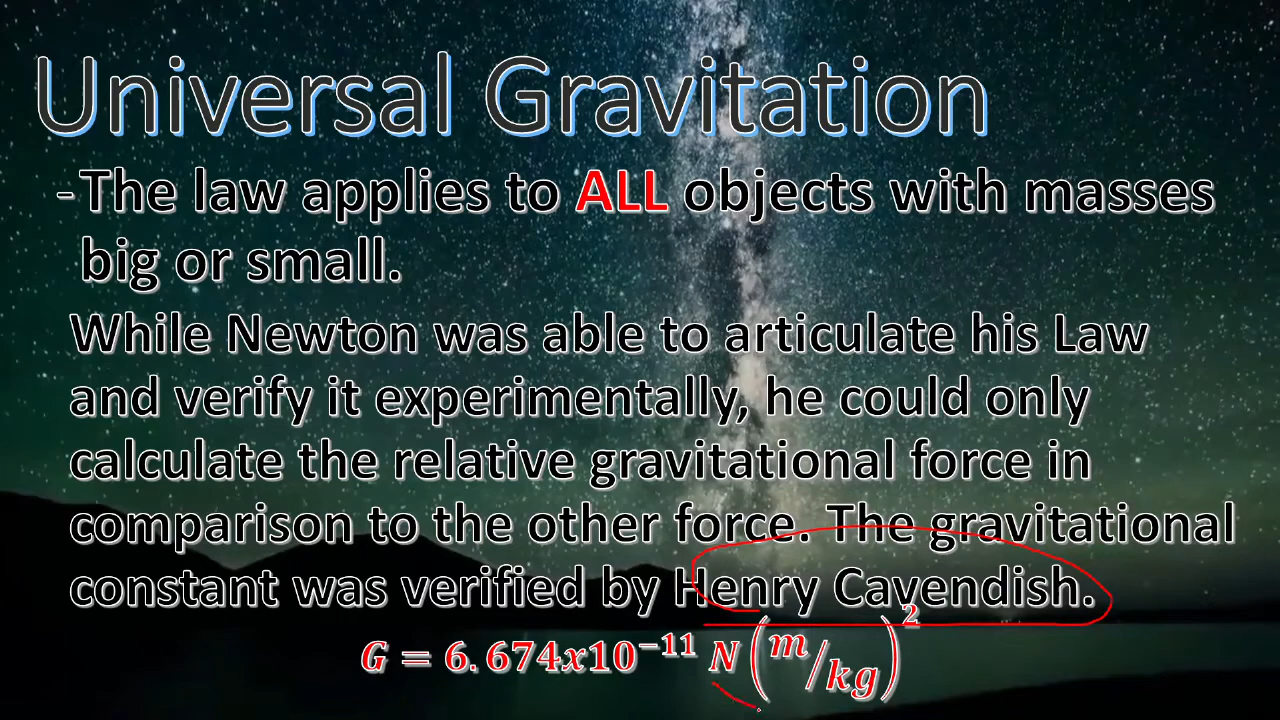 Universal Gravitation
-The law applies to ALL objects with masses
big or small.
While Newton was able to articulate his Law
and verify it experimentally, he could only
calculate the relative gravitational force in
comparison to the other force. The gravitational
constant was verified by Henry Cavendish.
G = 6.674x10⁻¹¹ N(m/kg)²